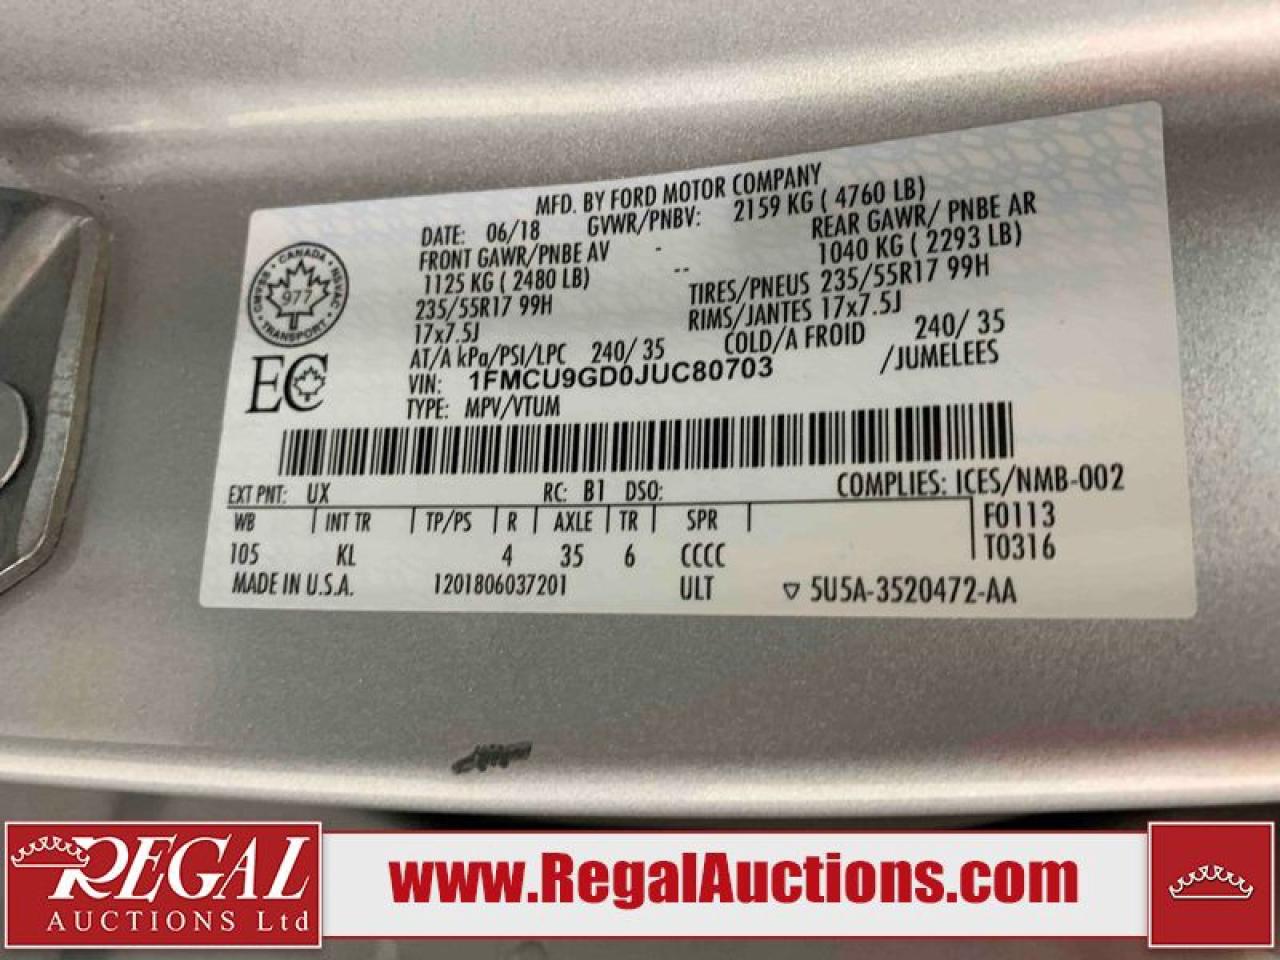 MFD. BY FORD MOTOR COMPANY
DATE: 06/18 GVWR/PNBV: 2159 KG ( 4760 LB)
FRONT GAWR/PNBE AV - REAR GAWR/ PNBE AR
1125 KG ( 2480 LB) -- 1040 KG ( 2293 LB)
235/55R17 99H TIRES/PNEUS 235/55R17 99H
17x7.5J RIMS/JANTES 17x7.5J
AT/A kPa/PSI/LPC 240/ 35 COLD/A FROID 240/ 35
VIN: 1FMCU9GD0JUC80703 /JUMELEES
TYPE: MPV/VTUM
CANADA
NSVAC
TRANSPORT
CMVSS
977
EC
EXT PNT: UX RC: B1 DSO: COMPLIES: ICES/NMB-002
WB INT TR TP/PS R AXLE TR SPR F0113
105 KL 4 35 6 CCCC T0316
MADE IN U.S.A. 1201806037201 ULT 5U5A-3520472-AA
REGAL
AUCTIONS Ltd
www.RegalAuctions.com